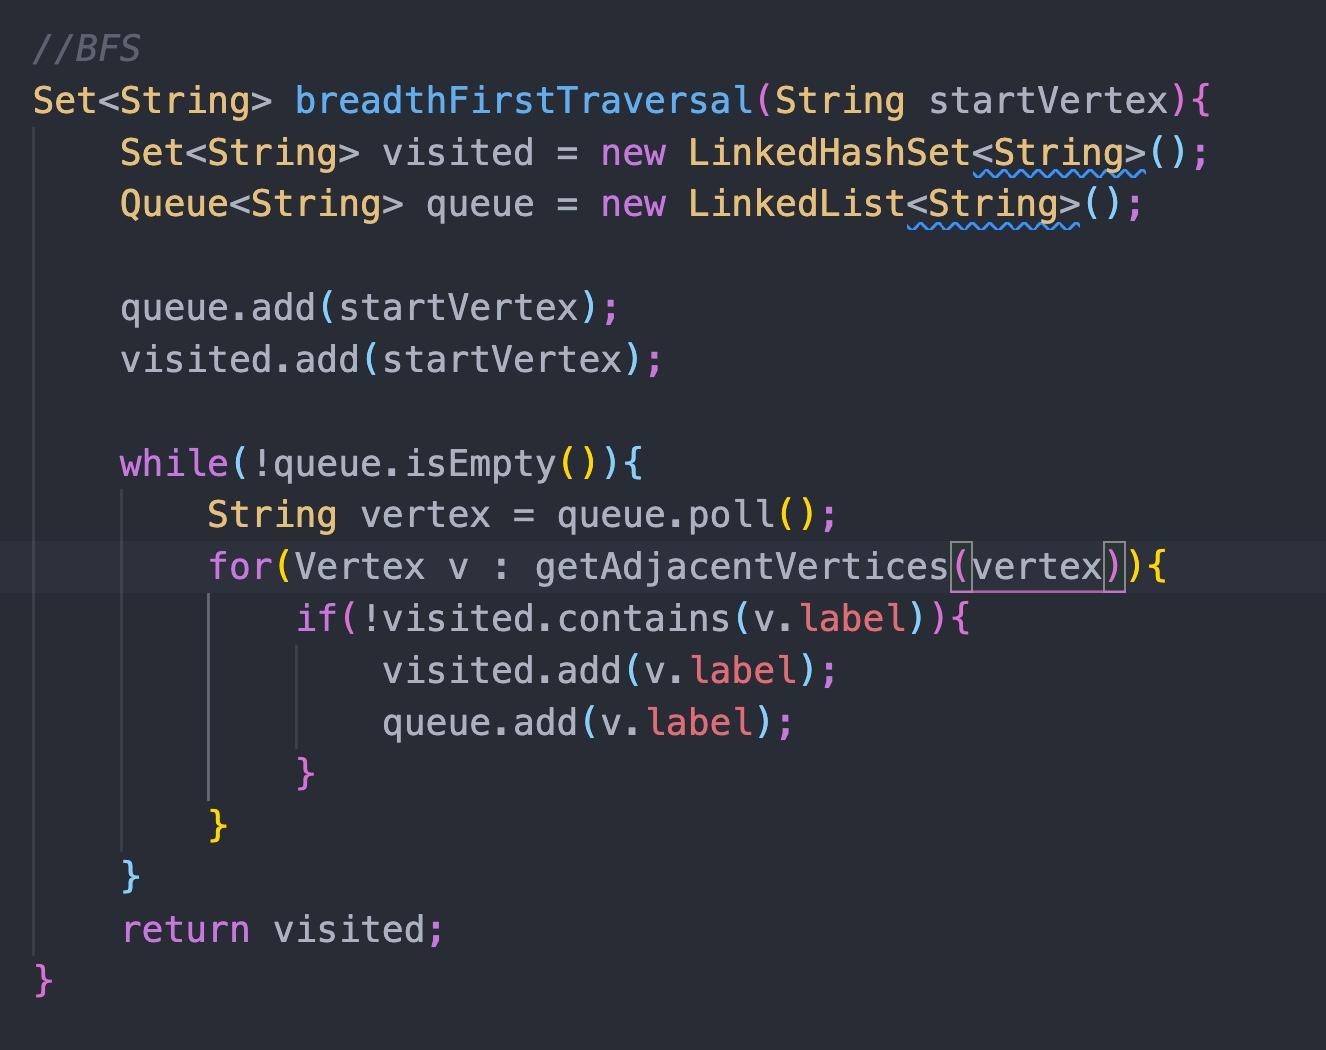 //BFS
Set<String> breadthFirstTraversal(String startVertex){
    Set<String> visited = new LinkedHashSet<String>();
    Queue<String> queue = new LinkedList<String>();

    queue.add(startVertex);
    visited.add(startVertex);

    while(!queue.isEmpty()){
        String vertex = queue.poll();
        for(Vertex v : getAdjacentVertices(vertex)){
            if(!visited.contains(v.label)){
                visited.add(v.label);
                queue.add(v.label);
            }
        }
    }
    return visited;
}